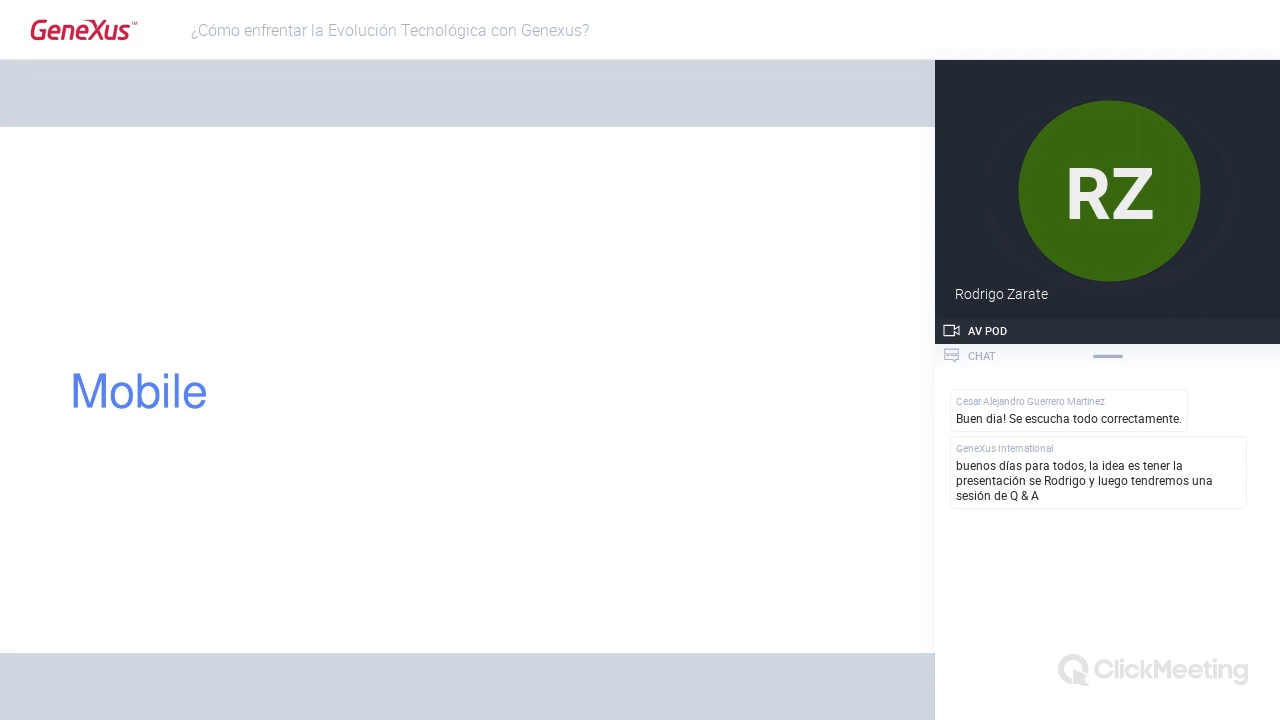 GeneXus™
¿Cómo enfrentar la Evolución Tecnológica con Genexus?
Mobile
RZ
Rodrigo Zarate
AV POD
CHAT
Cesar Alejandro Guerrero Martinez
Buen dia! Se escucha todo correctamente.
GeneXus International
buenos días para todos, la idea es tener la
presentación se Rodrigo y luego tendremos una
sesión de Q & A
ClickMeeting